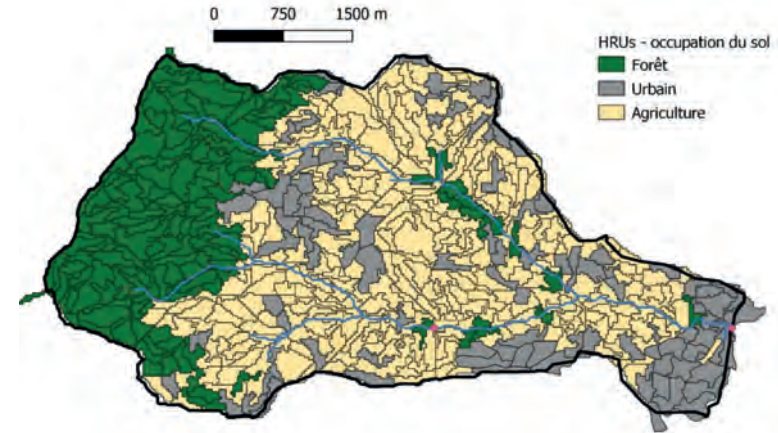 0 750 1500 m
HRUs - occupation du sol
Forêt
Urbain
Agriculture